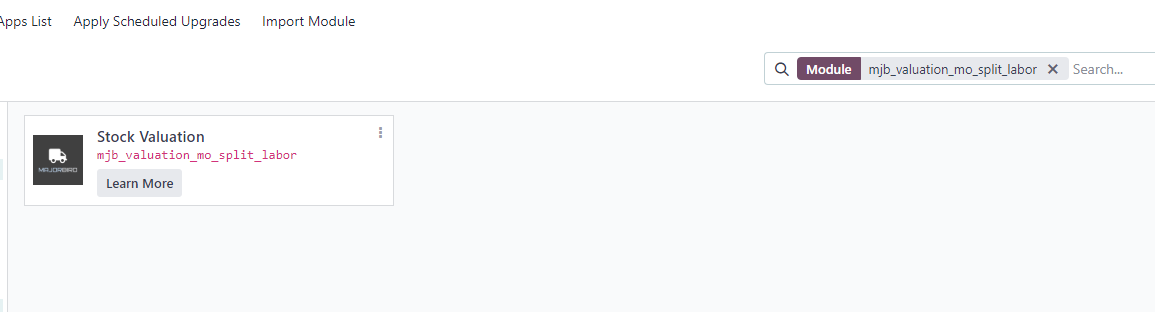 Apps List Apply Scheduled Upgrades Import Module
Module mjb_valuation_mo_split_labor Search...
Stock Valuation
mjb_valuation_mo_split_labor
MAJORBIRD
Learn More